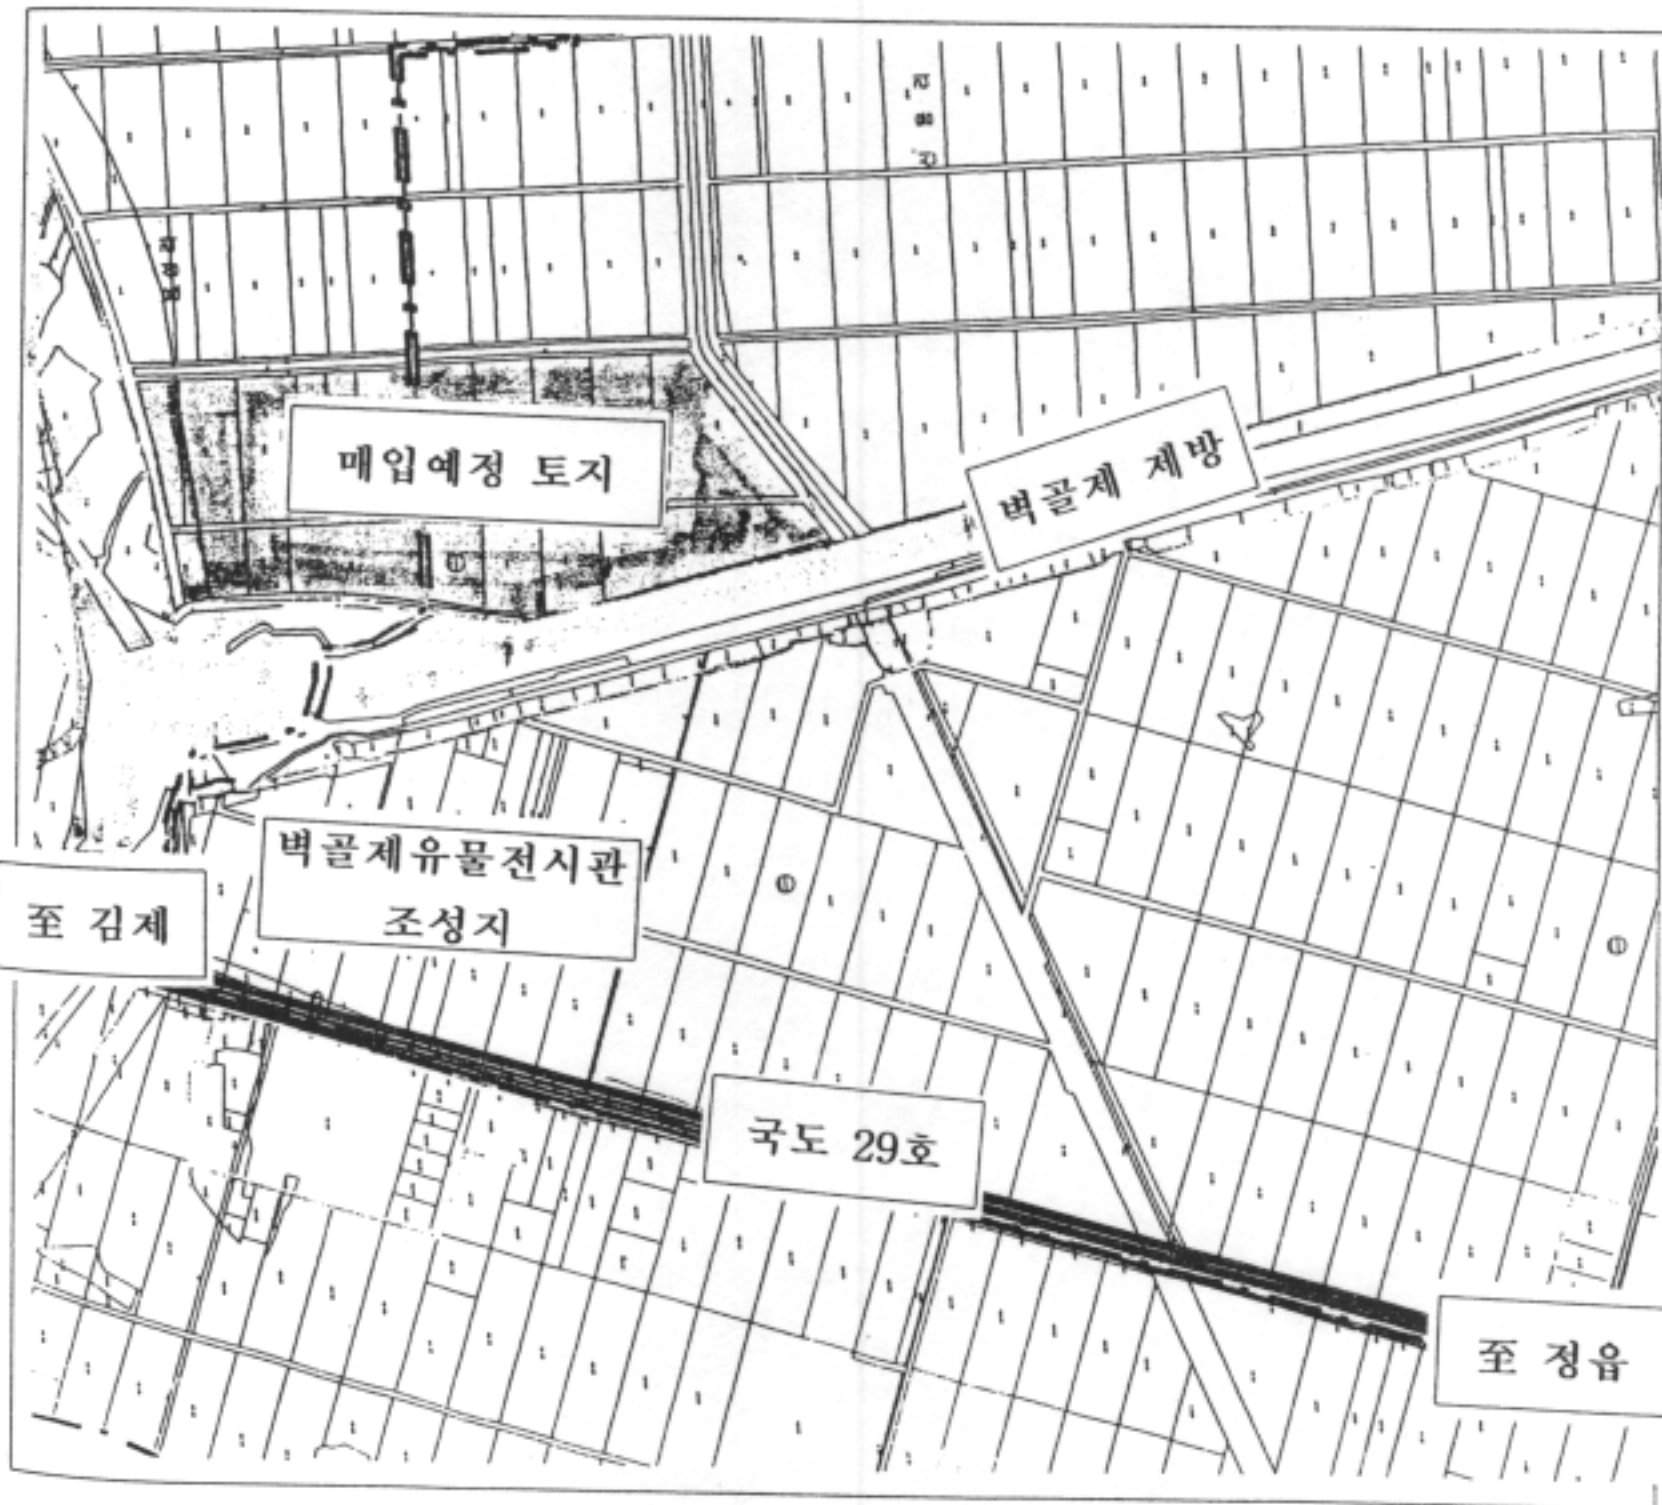 매입예정 토지
벽골제 제방
벽골제유물전시관
조성지
至 김제
국도 29호
至 정읍